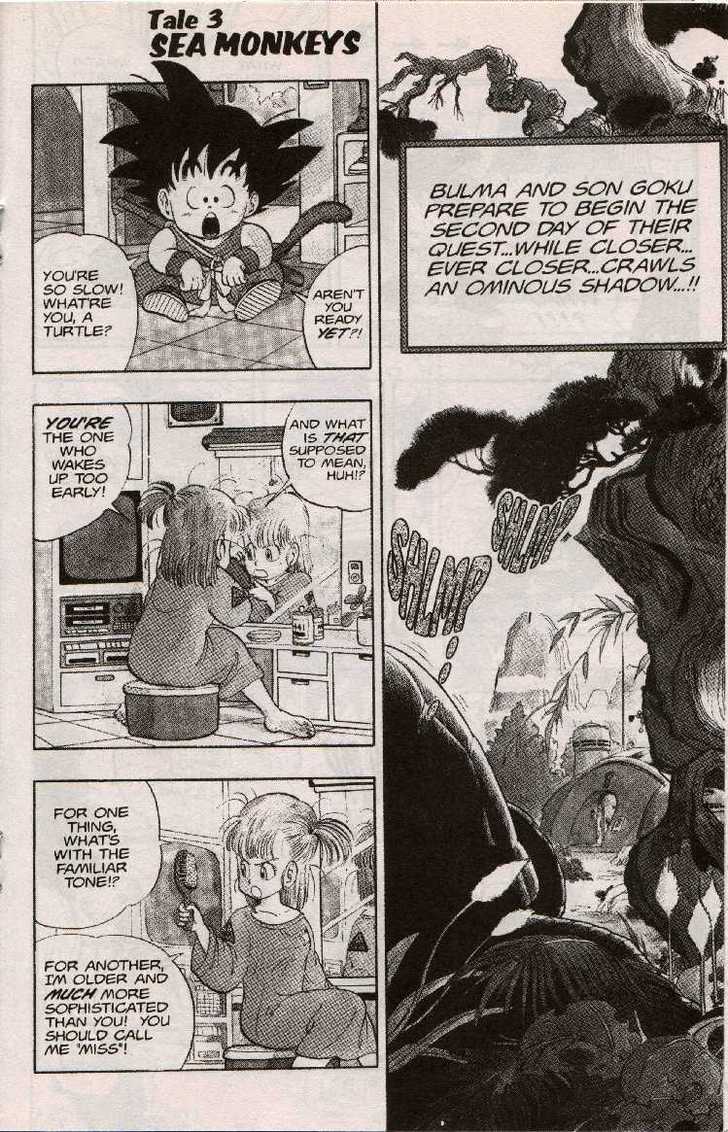 Tale 3
SEA MONKEYS
BULMA AND SON GOKU
PREPARE TO BEGIN THE
SECOND DAY OF THEIR
QUEST...WHILE CLOSER...
EVER CLOSER...CRAWLS
AN OMINOUS SHADOW...!!
SHLMP
SHLMP
AREN'T
YOU
READY
YET?!
YOU'RE
SO SLOW!
WHAT'RE
YOU, A
TURTLE?
AND WHAT
IS THAT
SUPPOSED
TO MEAN,
HUH!?
YOU'RE
THE ONE
WHO
WAKES
UP TOO
EARLY!
FOR ONE
THING,
WHAT'S
WITH THE
FAMILIAR
TONE!?
FOR ANOTHER,
I'M OLDER AND
MUCH MORE
SOPHISTICATED
THAN YOU! YOU
SHOULD CALL
ME "MISS"!